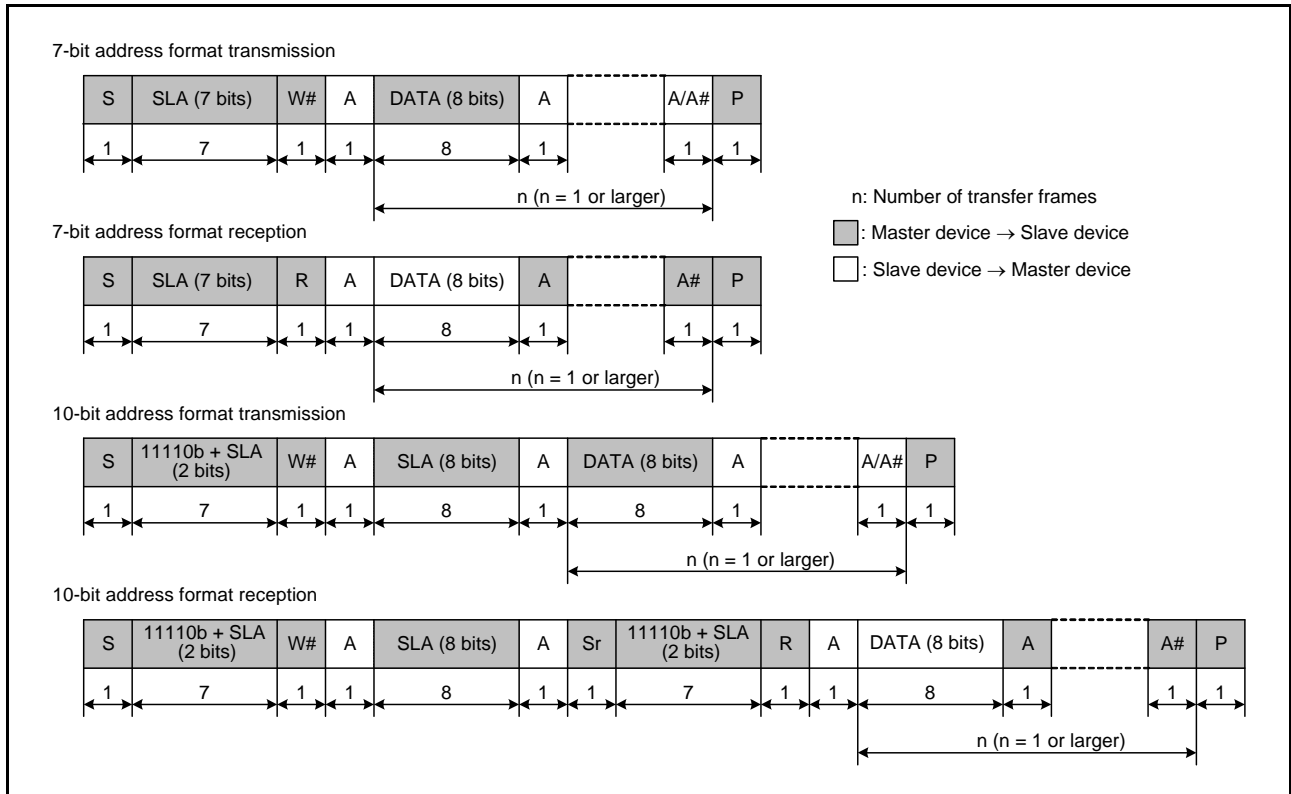 7-bit address format transmission
S SLA (7 bits) W# A DATA (8 bits) A A/A# P
1 7 1 1 8 1 1 1
n (n = 1 or larger)
n: Number of transfer frames
: Master device → Slave device
: Slave device → Master device
7-bit address format reception
S SLA (7 bits) R A DATA (8 bits) A A# P
1 7 1 1 8 1 1 1
n (n = 1 or larger)
10-bit address format transmission
S 11110b + SLA (2 bits) W# A SLA (8 bits) A DATA (8 bits) A A/A# P
1 7 1 1 8 1 8 1 1 1
n (n = 1 or larger)
10-bit address format reception
S 11110b + SLA (2 bits) W# A SLA (8 bits) A Sr 11110b + SLA (2 bits) R A DATA (8 bits) A A# P
1 7 1 1 8 1 1 7 1 1 8 1 1 1
n (n = 1 or larger)